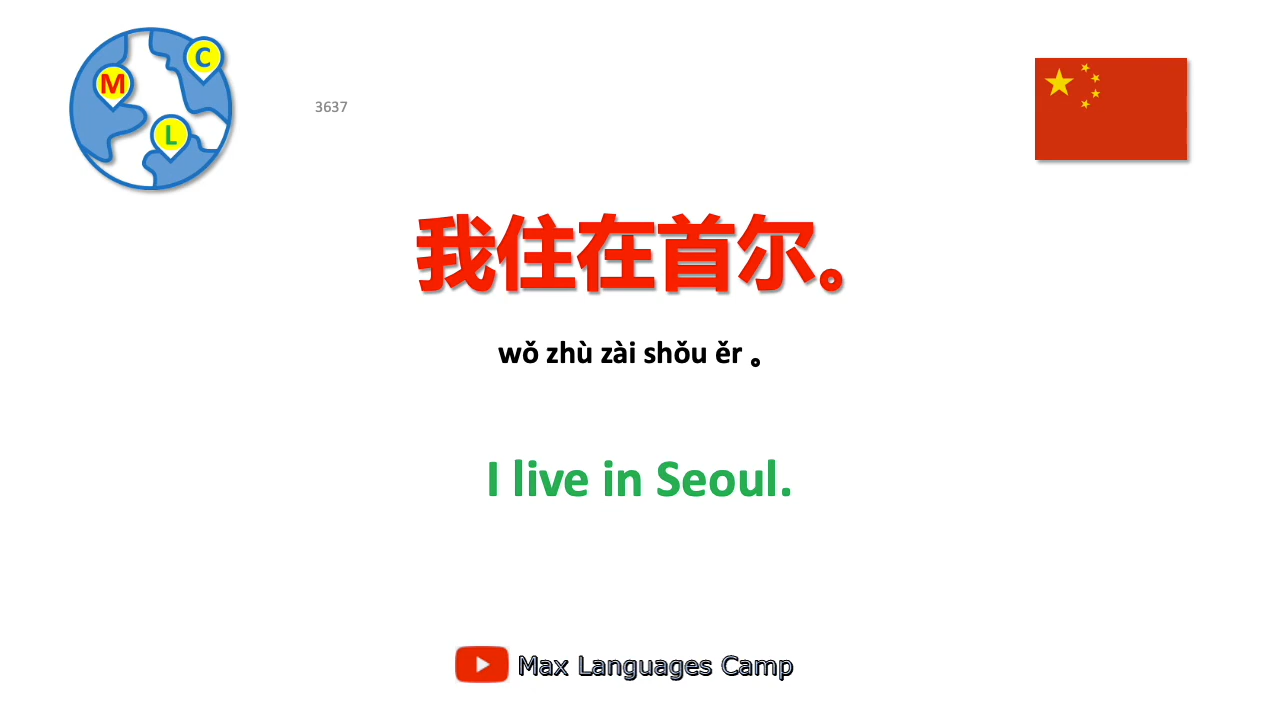 M
C
L
3637
我住在首尔。
wǒ zhù zài shǒu ěr 。
I live in Seoul.
Max Languages Camp